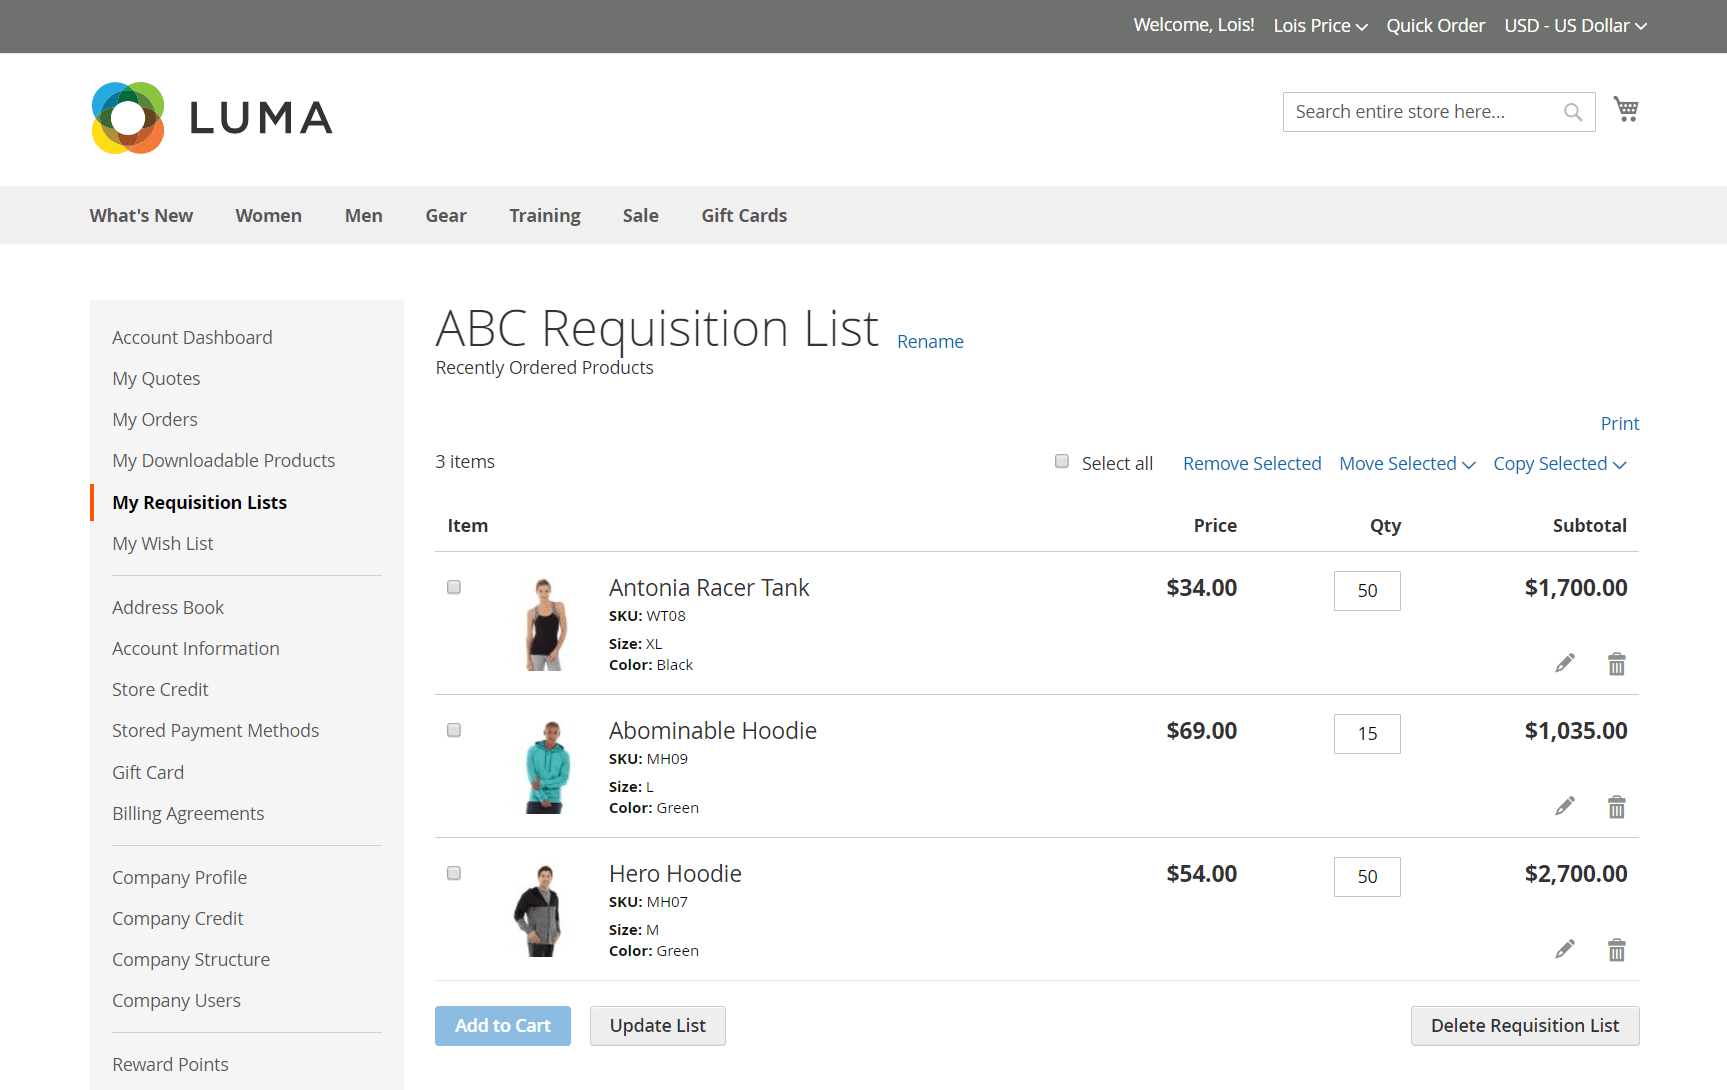 Welcome, Lois! Lois Price Quick Order USD - US Dollar
LUMA
Search entire store here...
What's New Women Men Gear Training Sale Gift Cards
Account Dashboard
My Quotes
My Orders
My Downloadable Products
My Requisition Lists
My Wish List
Address Book
Account Information
Store Credit
Stored Payment Methods
Gift Card
Billing Agreements
Company Profile
Company Credit
Company Structure
Company Users
Reward Points
ABC Requisition List Rename
Recently Ordered Products
Print
3 items Select all Remove Selected Move Selected Copy Selected
Item Price Qty Subtotal
Antonia Racer Tank $34.00 50 $1,700.00
SKU: WT08
Size: XL
Color: Black
Abominable Hoodie $69.00 15 $1,035.00
SKU: MH09
Size: L
Color: Green
Hero Hoodie $54.00 50 $2,700.00
SKU: MH07
Size: M
Color: Green
Add to Cart Update List Delete Requisition List